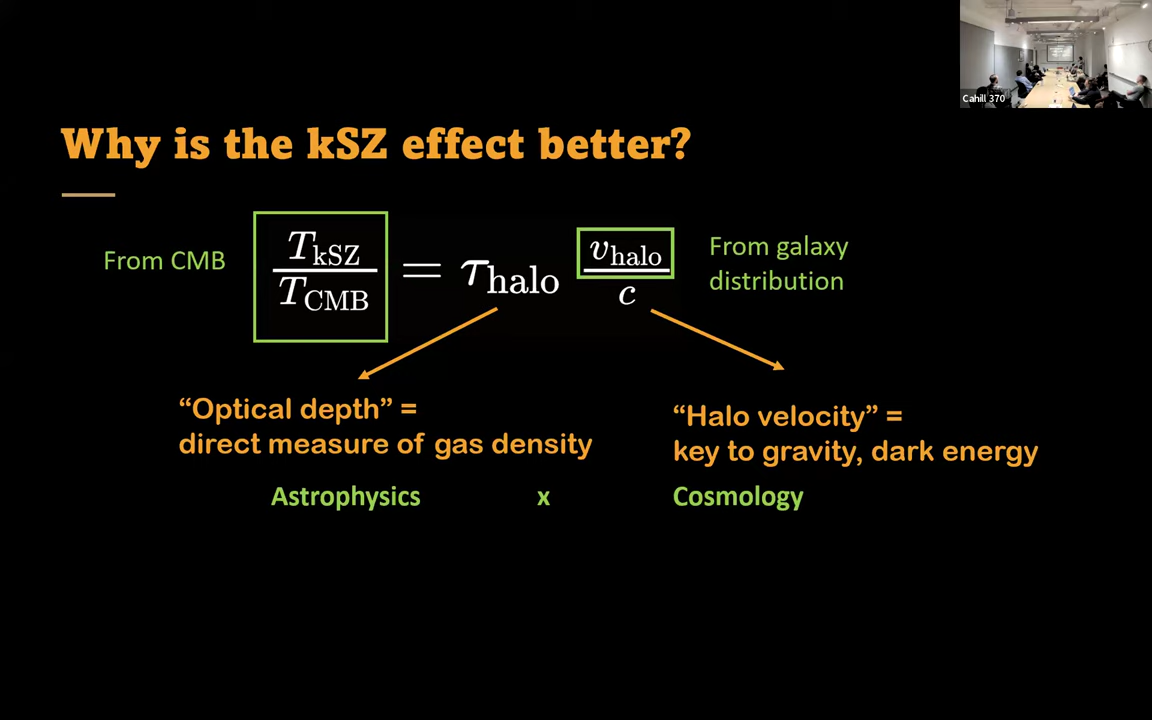 Cahill 370
Why is the kSZ effect better?
From CMB
T_kSZ / T_CMB = τ_halo v_halo / c
From galaxy
distribution
“Optical depth” =
direct measure of gas density
“Halo velocity” =
key to gravity, dark energy
Astrophysics x Cosmology